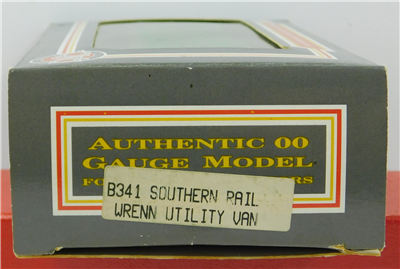 AUTHENTIC 00
GAUGE MODEL
B341 SOUTHERN RAIL
WRENN UTILITY VAN